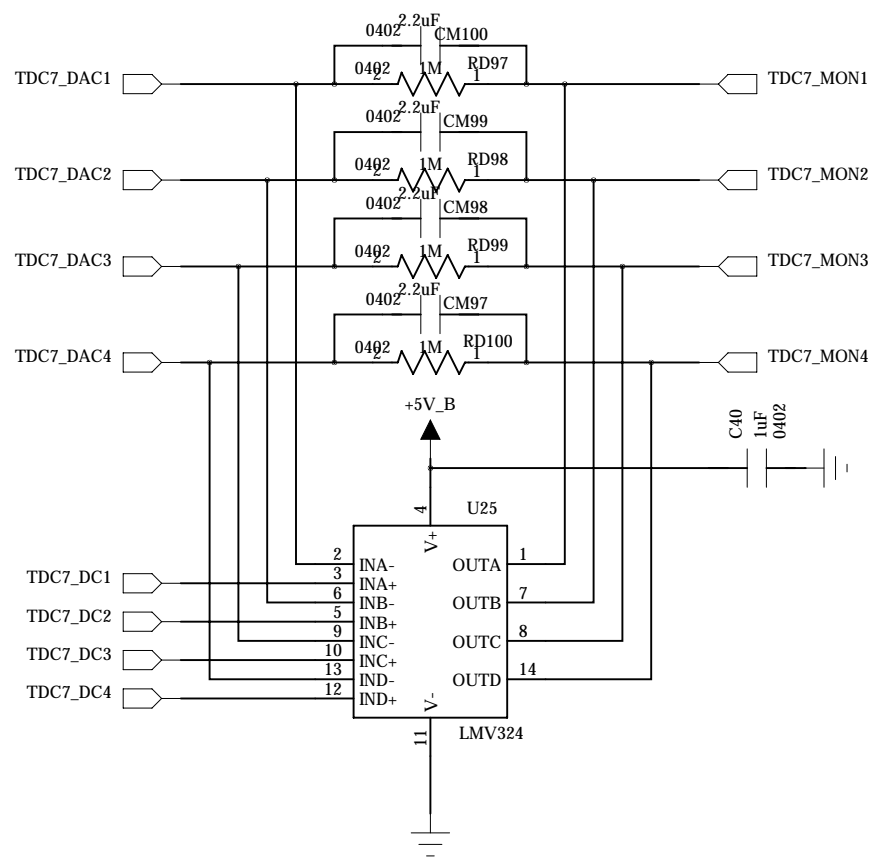 2.2uF
0402
CM100
TDC7_DAC1
0402
2
1M
1
RD97
TDC7_MON1
2.2uF
0402
CM99
TDC7_DAC2
0402
2
1M
1
RD98
TDC7_MON2
2.2uF
0402
CM98
TDC7_DAC3
0402
2
1M
1
RD99
TDC7_MON3
2.2uF
0402
CM97
TDC7_DAC4
0402
2
1M
1
RD100
TDC7_MON4
+5V_B
C40
1uF
0402
4
U25
V+
2
INA-
OUTA
1
TDC7_DC1
3
INA+
6
INB-
OUTB
7
TDC7_DC2
5
INB+
9
INC-
OUTC
8
TDC7_DC3
10
INC+
13
IND-
OUTD
14
TDC7_DC4
12
IND+
V-
11
LMV324